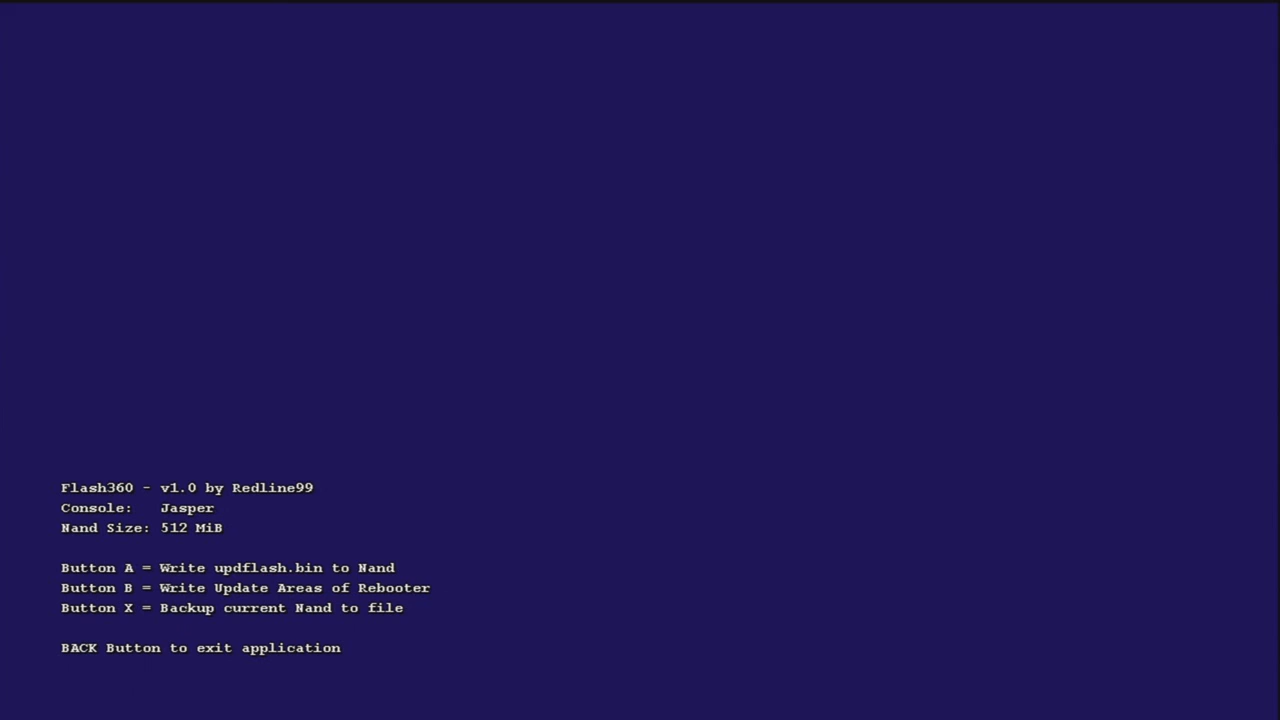 Flash360 - v1.0 by Redline99
Console:   Jasper
Nand Size: 512 MiB
Button A = Write updflash.bin to Nand
Button B = Write Update Areas of Rebooter
Button X = Backup current Nand to file
BACK Button to exit application